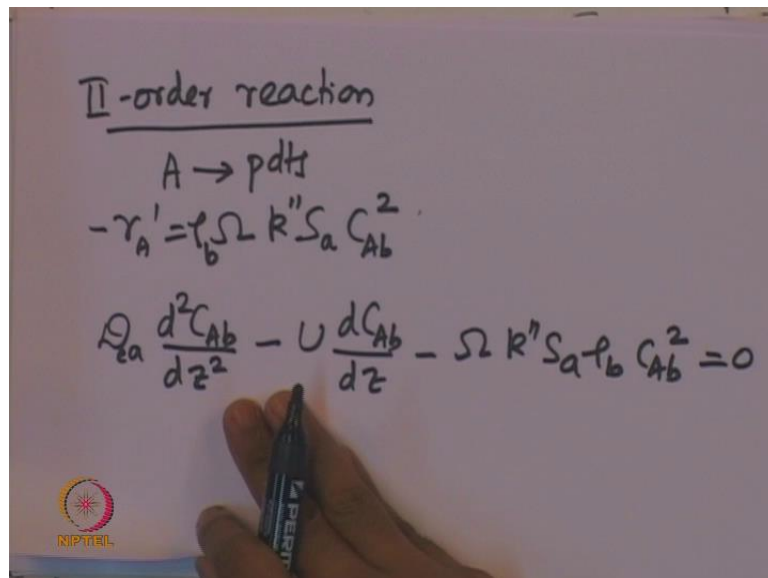 II-order reaction
A → pdts
-r_A' = ρ_b Ω k'' S_a C_Ab^2
D_ea d^2C_Ab/dz^2 - U dC_Ab/dz - Ω k'' S_a ρ_b C_Ab^2 = 0
PERM
NPTEL